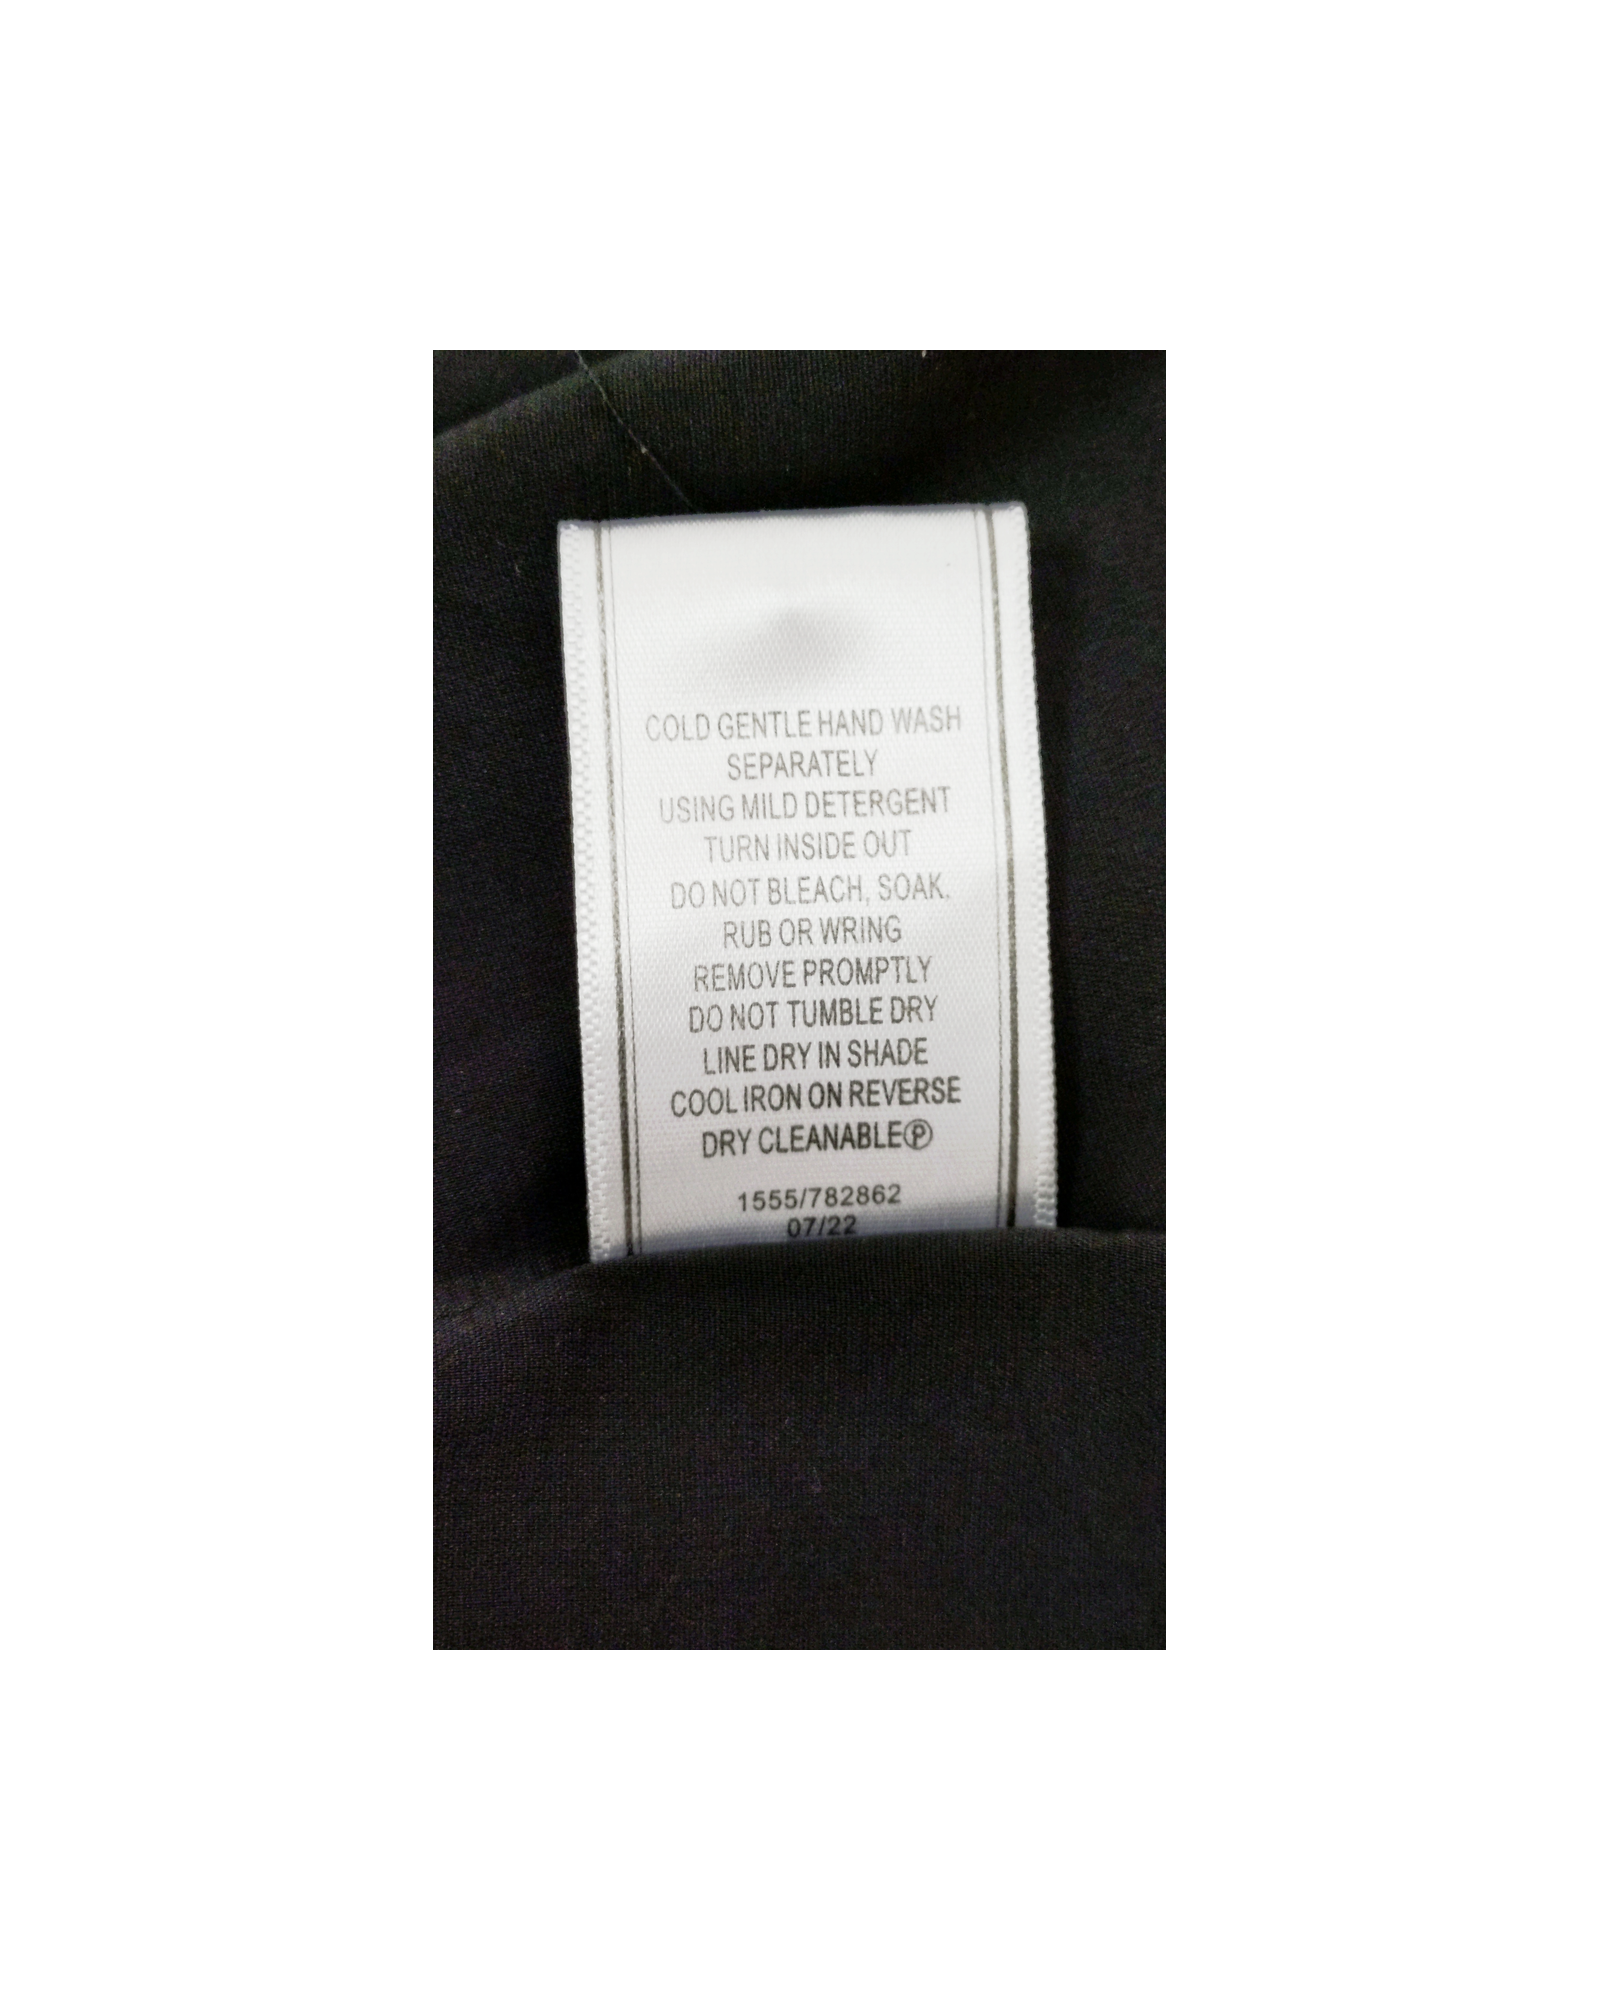 COLD GENTLE HAND WASH
SEPARATELY
USING MILD DETERGENT
TURN INSIDE OUT
DO NOT BLEACH, SOAK,
RUB OR WRING
REMOVE PROMPTLY
DO NOT TUMBLE DRY
LINE DRY IN SHADE
COOL IRON ON REVERSE
DRY CLEANABLE Ⓟ
1555/782862
07/22